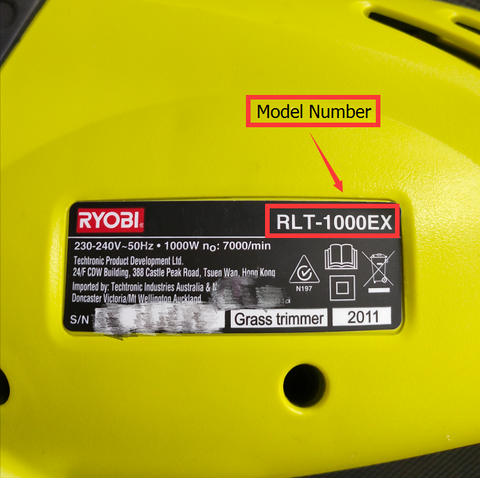 Model Number
RYOBI RLT-1000EX
230-240V~50Hz • 1000W no: 7000/min
Techtronic Product Development Ltd.
24/F CDW Building, 388 Castle Peak Road, Tsuen Wan, Hong Kong
Imported by: Techtronic Industries Australia &
Doncaster Victoria/Mt Wellington Auckland
N197
S/N Grass trimmer 2011